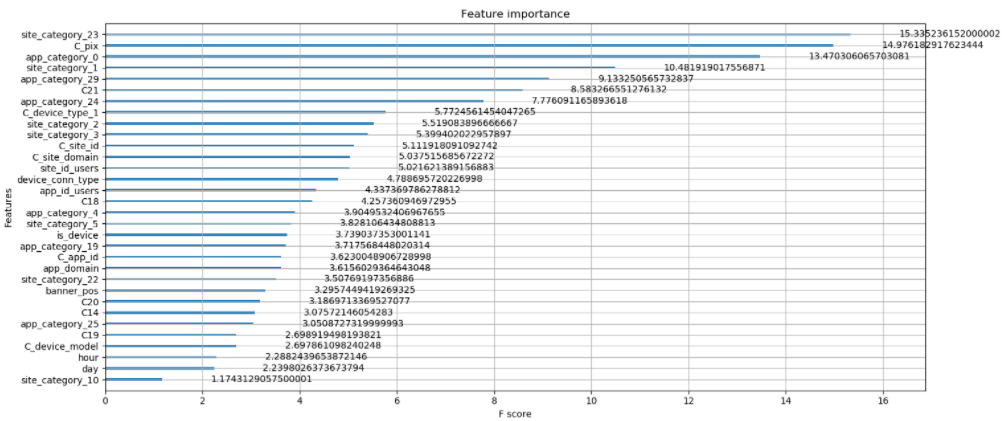 Feature importance
site_category_23 15.335236152000002
C_pix 14.976182917623444
app_category_0 13.470306065703081
site_category_1 10.481919017556871
app_category_29 9.133250565732837
C21 8.583266551276132
app_category_24 7.776091165893618
C_device_type_1 5.7724561454047265
site_category_2 5.519083896666667
site_category_3 5.399402022957897
C_site_id 5.111918091092742
C_site_domain 5.037515685672272
site_id_users 5.021621389156883
device_conn_type 4.788695720226998
app_id_users 4.337369786278812
C18 4.257360946972955
app_category_4 3.9049532406967655
site_category_5 3.828106434808813
is_device 3.739037353001141
app_category_19 3.717568448020314
C_app_id 3.6230048906728998
app_domain 3.6156029364643048
site_category_22 3.50769197356886
banner_pos 3.2957449419269325
C20 3.1869713369527077
C14 3.07572146054283
app_category_25 3.0508727319999993
C19 2.698919498193821
C_device_model 2.697861098240248
hour 2.2882439653872146
day 2.2398026373673794
site_category_10 1.1743129057500001
0 2 4 6 8 10 12 14 16
F score
Features